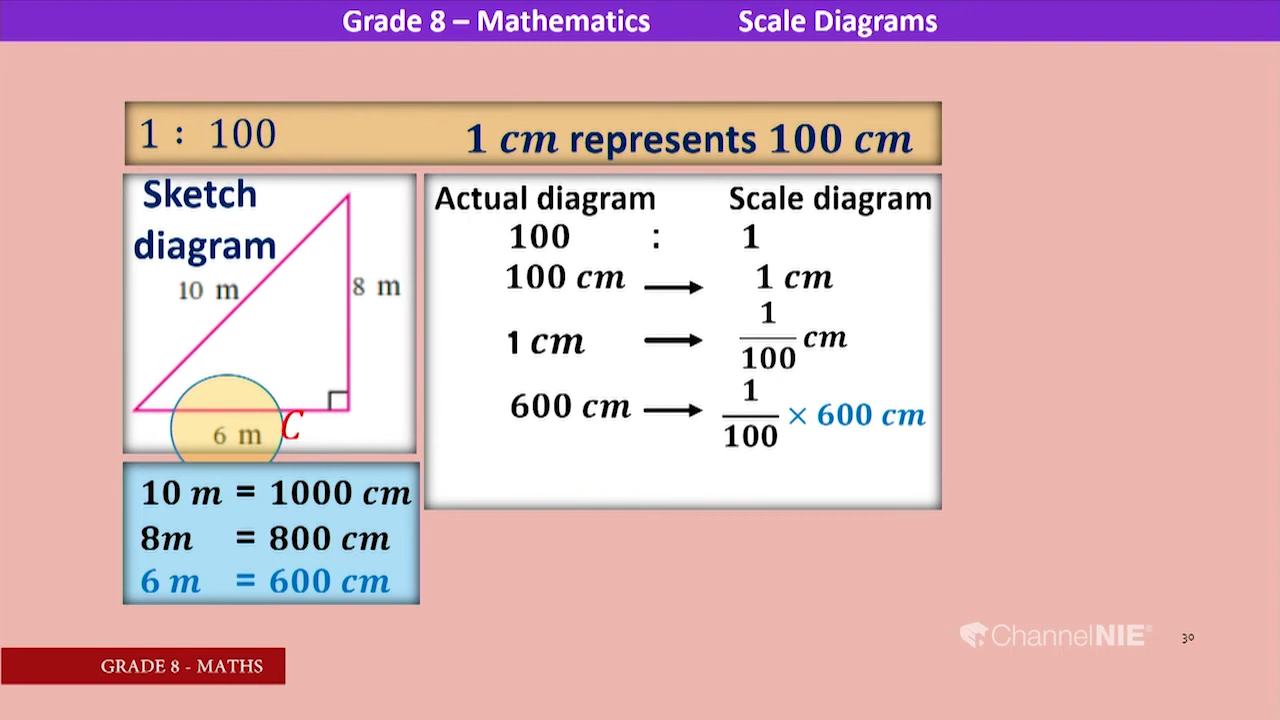 Grade 8 – Mathematics Scale Diagrams
1 : 100 1 cm represents 100 cm
Sketch
diagram
10 m
8 m
6 m C
10 m = 1000 cm
8m = 800 cm
6 m = 600 cm
Actual diagram Scale diagram
100 : 1
100 cm → 1 cm
1 cm → 1/100 cm
600 cm → 1/100 × 600 cm
ChannelNIE®
30
GRADE 8 - MATHS